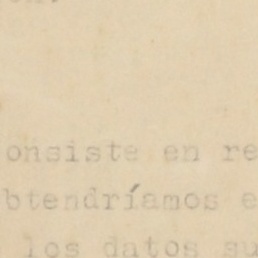 onsiste en re
btendríamos e
los datos su